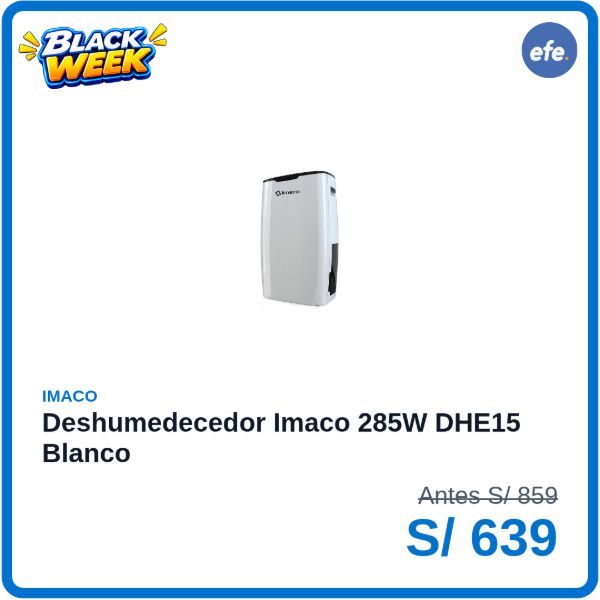 BLACK
WEEK
efe.
Imaco
IMACO
Deshumedecedor Imaco 285W DHE15
Blanco
Antes S/ 859
S/ 639